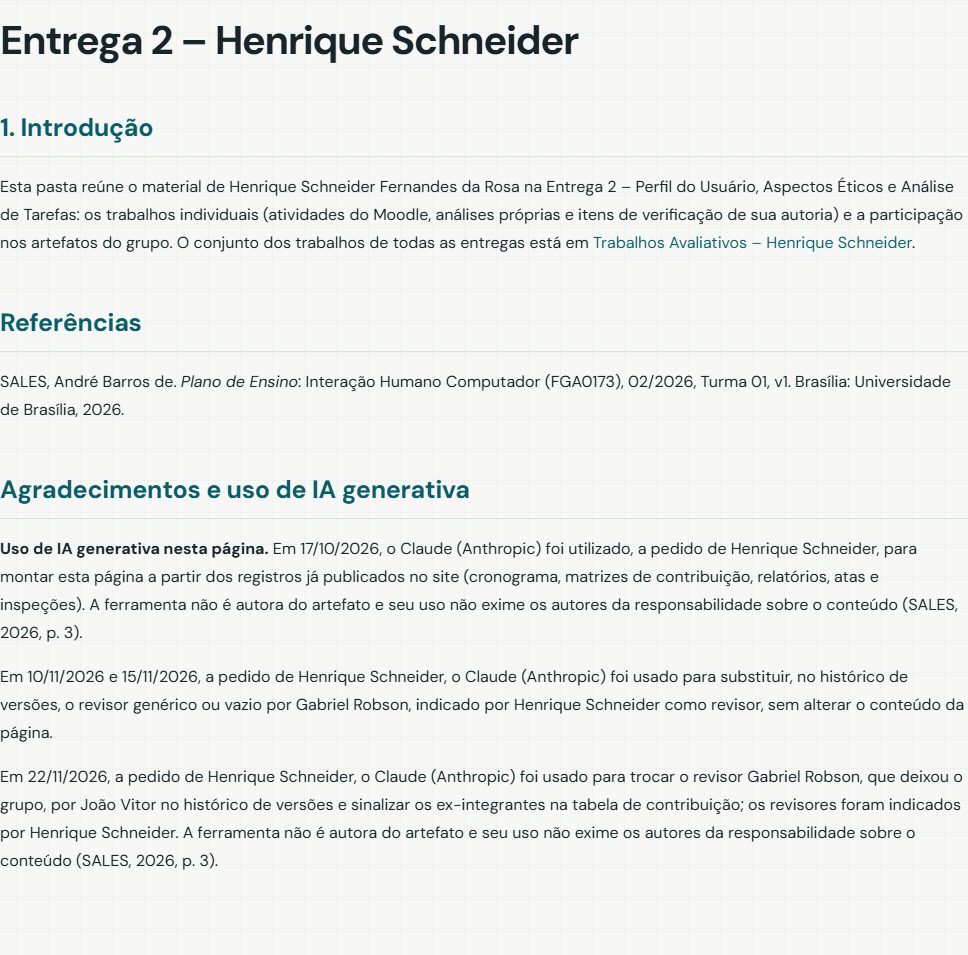 Entrega 2 – Henrique Schneider
1. Introdução
Esta pasta reúne o material de Henrique Schneider Fernandes da Rosa na Entrega 2 – Perfil do Usuário, Aspectos Éticos e Análise
de Tarefas: os trabalhos individuais (atividades do Moodle, análises próprias e itens de verificação de sua autoria) e a participação
nos artefatos do grupo. O conjunto dos trabalhos de todas as entregas está em Trabalhos Avaliativos – Henrique Schneider.
Referências
SALES, André Barros de. Plano de Ensino: Interação Humano Computador (FGA0173), 02/2026, Turma 01, v1. Brasília: Universidade
de Brasília, 2026.
Agradecimentos e uso de IA generativa
Uso de IA generativa nesta página. Em 17/10/2026, o Claude (Anthropic) foi utilizado, a pedido de Henrique Schneider, para
montar esta página a partir dos registros já publicados no site (cronograma, matrizes de contribuição, relatórios, atas e
inspeções). A ferramenta não é autora do artefato e seu uso não exime os autores da responsabilidade sobre o conteúdo (SALES,
2026, p. 3).
Em 10/11/2026 e 15/11/2026, a pedido de Henrique Schneider, o Claude (Anthropic) foi usado para substituir, no histórico de
versões, o revisor genérico ou vazio por Gabriel Robson, indicado por Henrique Schneider como revisor, sem alterar o conteúdo da
página.
Em 22/11/2026, a pedido de Henrique Schneider, o Claude (Anthropic) foi usado para trocar o revisor Gabriel Robson, que deixou o
grupo, por João Vitor no histórico de versões e sinalizar os ex-integrantes na tabela de contribuição; os revisores foram indicados
por Henrique Schneider. A ferramenta não é autora do artefato e seu uso não exime os autores da responsabilidade sobre o
conteúdo (SALES, 2026, p. 3).